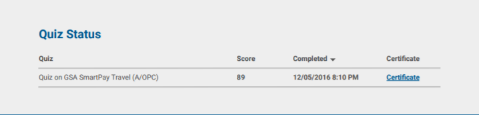 Quiz Status
Quiz Score Completed Certificate
Quiz on GSA SmartPay Travel (A/OPC) 89 12/05/2016 8:10 PM Certificate